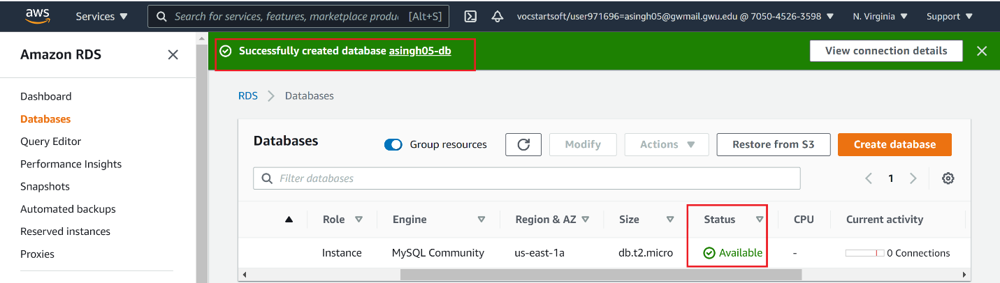 aws Services Search for services, features, marketplace produ [Alt+S] vocstartsoft/user971696=asingh05@gwmail.gwu.edu @ 7050-4526-3598 N. Virginia Support
Amazon RDS
Dashboard
Databases
Query Editor
Performance Insights
Snapshots
Automated backups
Reserved instances
Proxies
Successfully created database asingh05-db View connection details
RDS > Databases
Databases Group resources Modify Actions Restore from S3 Create database
Filter databases 1
Role Engine Region & AZ Size Status CPU Current activity
Instance MySQL Community us-east-1a db.t2.micro Available - 0 Connections